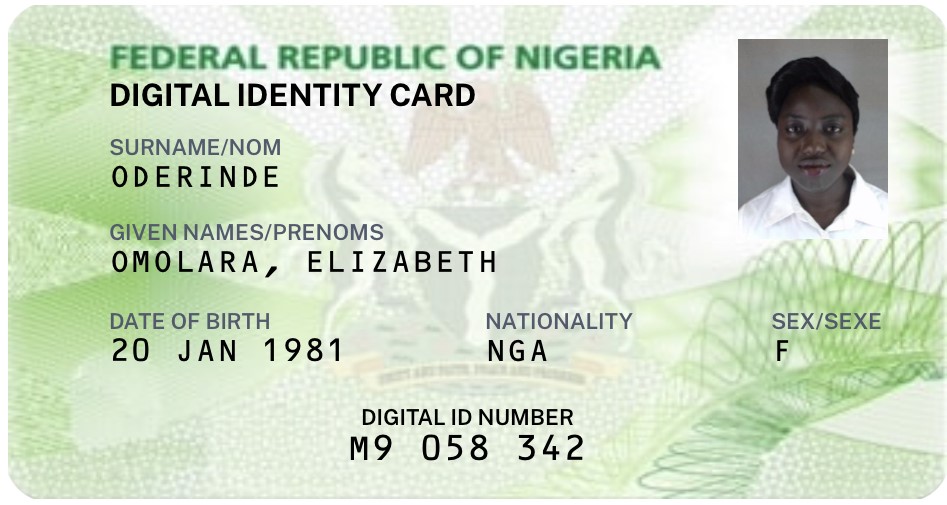 FEDERAL REPUBLIC OF NIGERIA
DIGITAL IDENTITY CARD
SURNAME/NOM
ODERINDE
GIVEN NAMES/PRENOMS
OMOLARA, ELIZABETH
DATE OF BIRTH NATIONALITY SEX/SEXE
20 JAN 1981 NGA F
DIGITAL ID NUMBER
M9 058 342